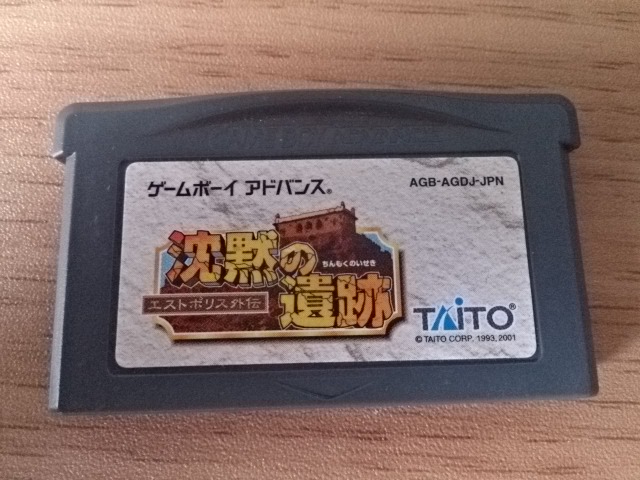 ゲームボーイ アドバンス®
AGB-AGDJ-JPN
沈黙の
ちんもくのいせき
エストポリス外伝
遺跡
TAITO®
© TAITO CORP. 1993, 2001